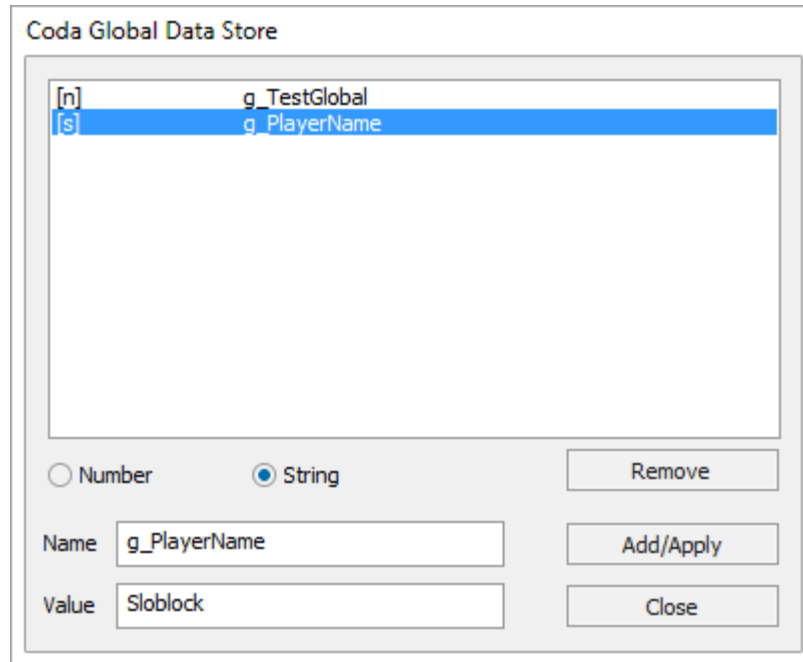 Coda Global Data Store
[n] g_TestGlobal
[s] g_PlayerName
Number String Remove
Name g_PlayerName Add/Apply
Value Sloblock Close